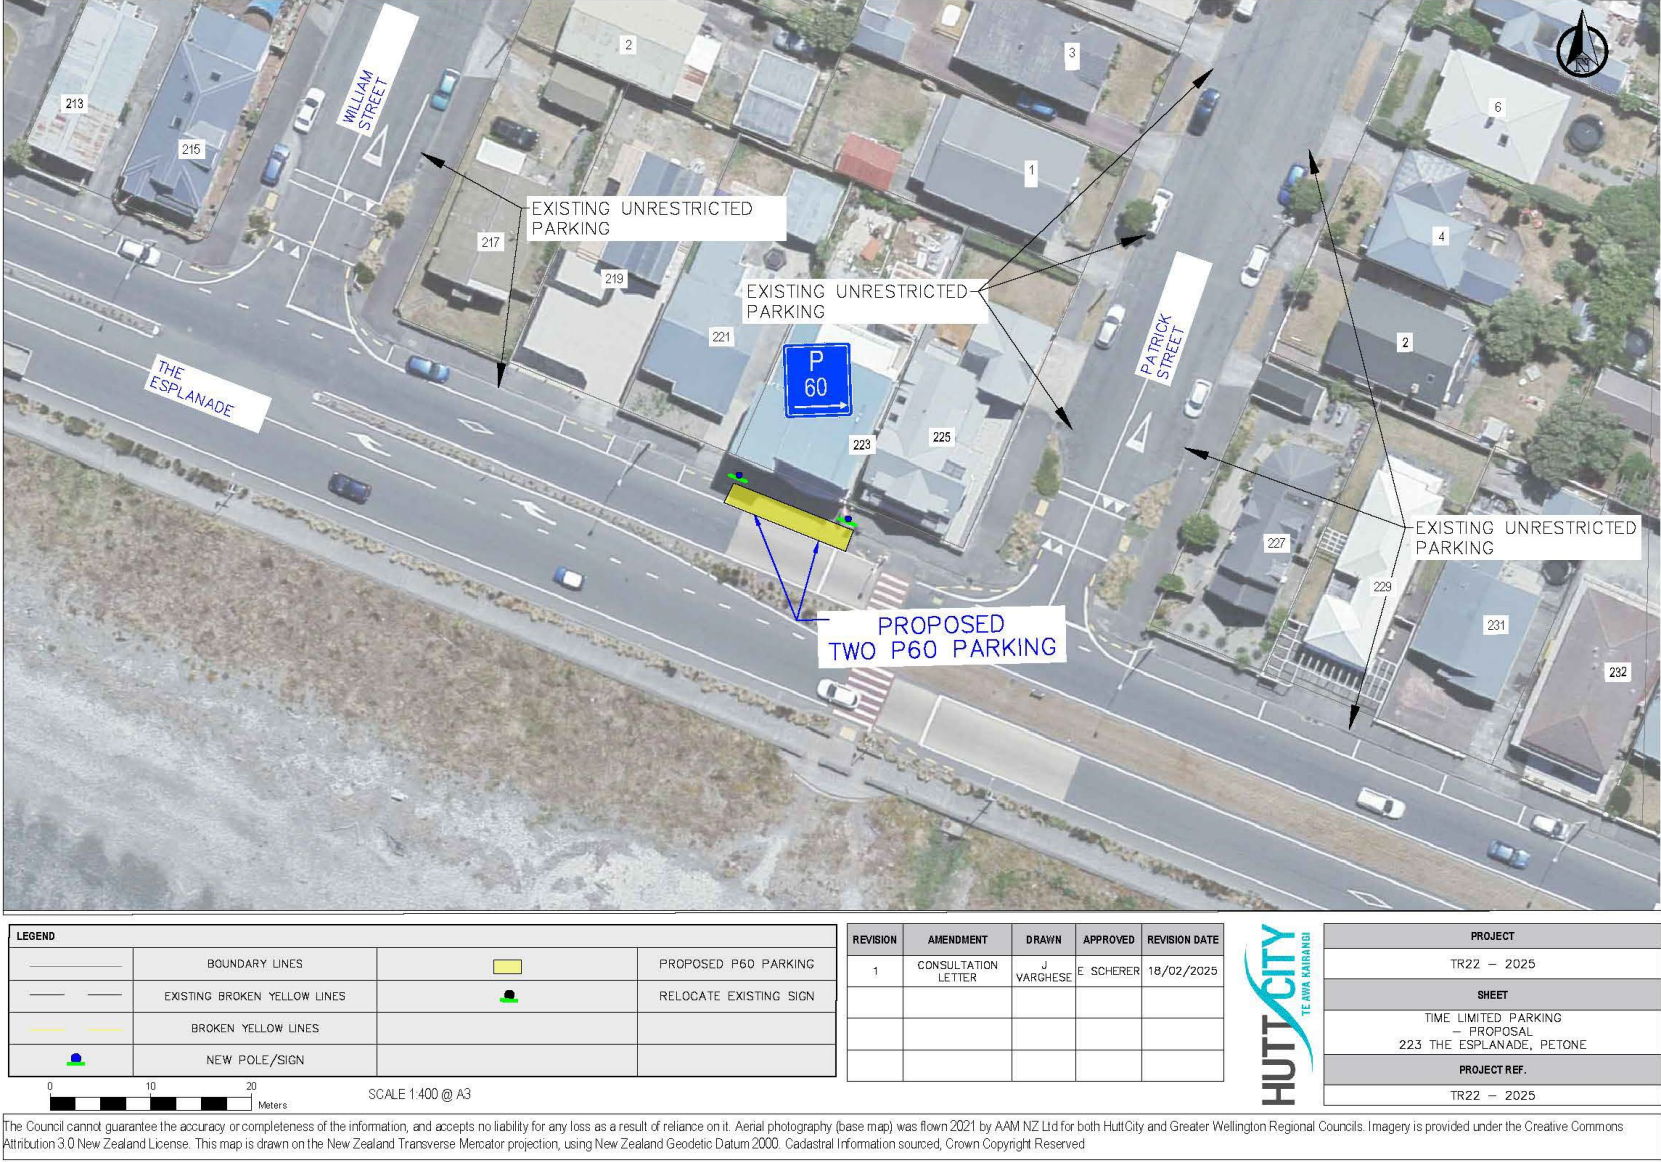 213
215
WILLIAM
STREET
2
3
1
6
4
2
N
EXISTING UNRESTRICTED
PARKING
217
219
221
EXISTING UNRESTRICTED
PARKING
PATRICK
STREET
THE
ESPLANADE
P
60
223
225
EXISTING UNRESTRICTED
PARKING
227
229
231
232
PROPOSED
TWO P60 PARKING
LEGEND
BOUNDARY LINES
PROPOSED P60 PARKING
EXISTING BROKEN YELLOW LINES
RELOCATE EXISTING SIGN
BROKEN YELLOW LINES
NEW POLE/SIGN
0 10 20
Meters
SCALE 1:400 @ A3
REVISION AMENDMENT DRAWN APPROVED REVISION DATE
1 CONSULTATION LETTER J VARGHESE E SCHERER 18/02/2025
HUTT CITY
TE AWA KAIRANGI
PROJECT
TR22 - 2025
SHEET
TIME LIMITED PARKING
- PROPOSAL
223 THE ESPLANADE, PETONE
PROJECT REF.
TR22 - 2025
The Council cannot guarantee the accuracy or completeness of the information, and accepts no liability for any loss as a result of reliance on it. Aerial photography (base map) was flown 2021 by AAM NZ Ltd for both HuttCity and Greater Wellington Regional Councils. Imagery is provided under the Creative Commons
Attribution 3.0 New Zealand License. This map is drawn on the New Zealand Transverse Mercator projection, using New Zealand Geodetic Datum 2000. Cadastral Information sourced, Crown Copyright Reserved